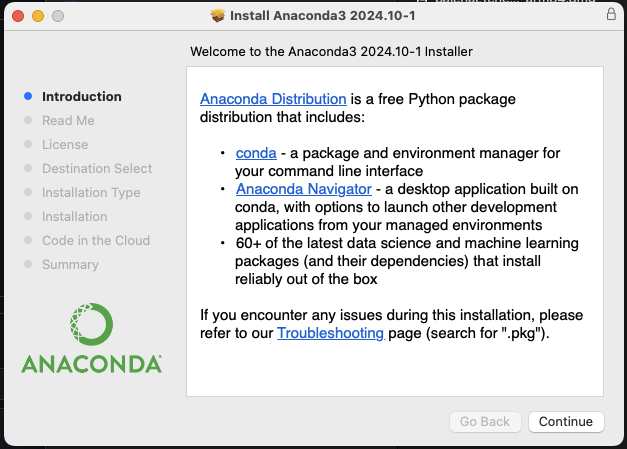 Install Anaconda3 2024.10-1
Welcome to the Anaconda3 2024.10-1 Installer
Introduction
Read Me
License
Destination Select
Installation Type
Installation
Code in the Cloud
Summary
ANACONDA®
Anaconda Distribution is a free Python package
distribution that includes:
• conda - a package and environment manager for
your command line interface
• Anaconda Navigator - a desktop application built on
conda, with options to launch other development
applications from your managed environments
• 60+ of the latest data science and machine learning
packages (and their dependencies) that install
reliably out of the box
If you encounter any issues during this installation, please
refer to our Troubleshooting page (search for ".pkg").
Go Back
Continue